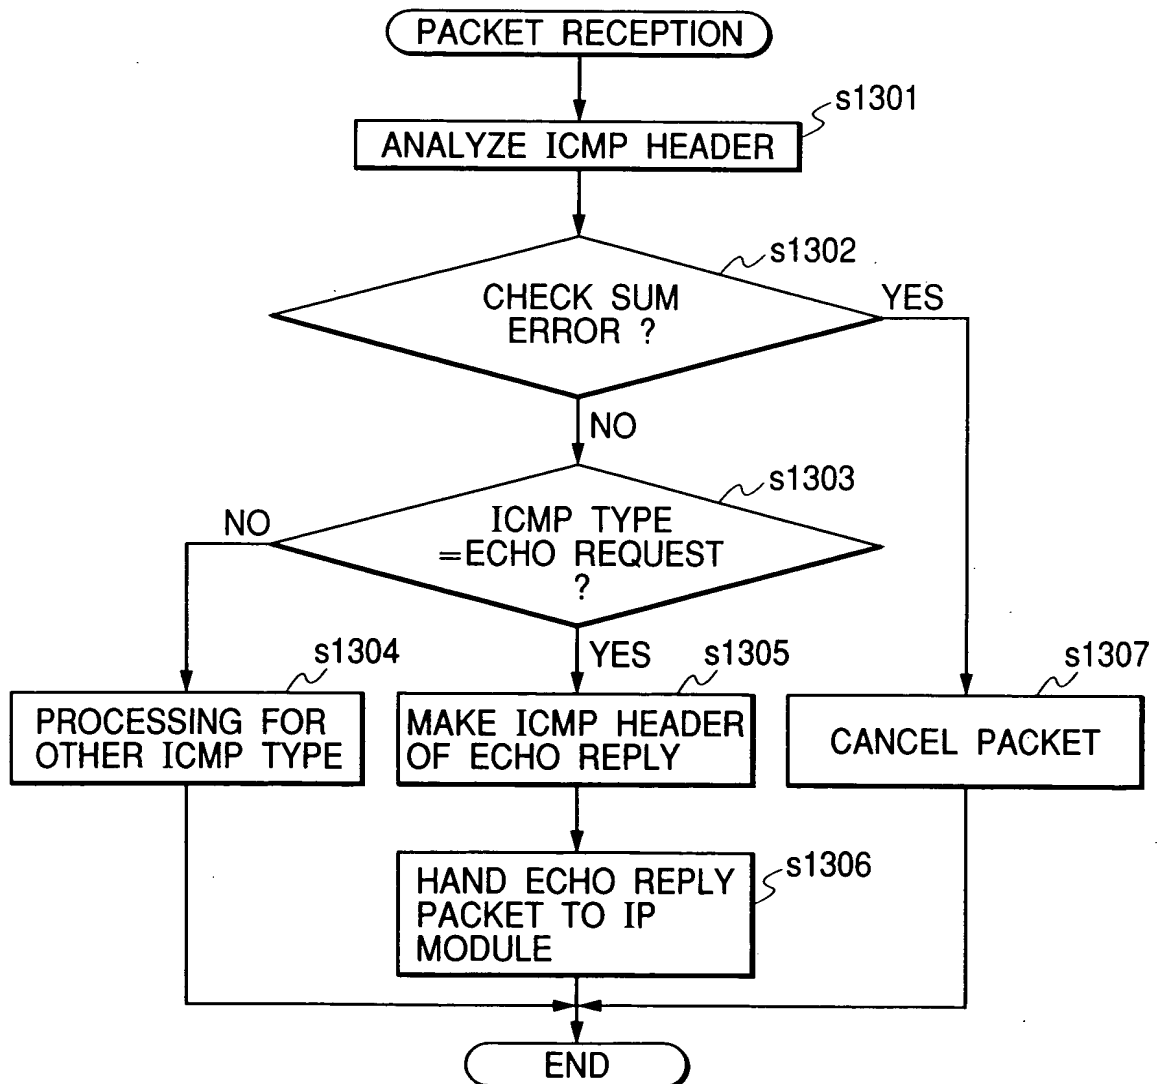 PACKET RECEPTION
s1301
ANALYZE ICMP HEADER
s1302
CHECK SUM
ERROR ?
YES
NO
s1303
ICMP TYPE
=ECHO REQUEST
?
NO
YES
s1304
PROCESSING FOR
OTHER ICMP TYPE
s1305
MAKE ICMP HEADER
OF ECHO REPLY
s1307
CANCEL PACKET
s1306
HAND ECHO REPLY
PACKET TO IP
MODULE
END